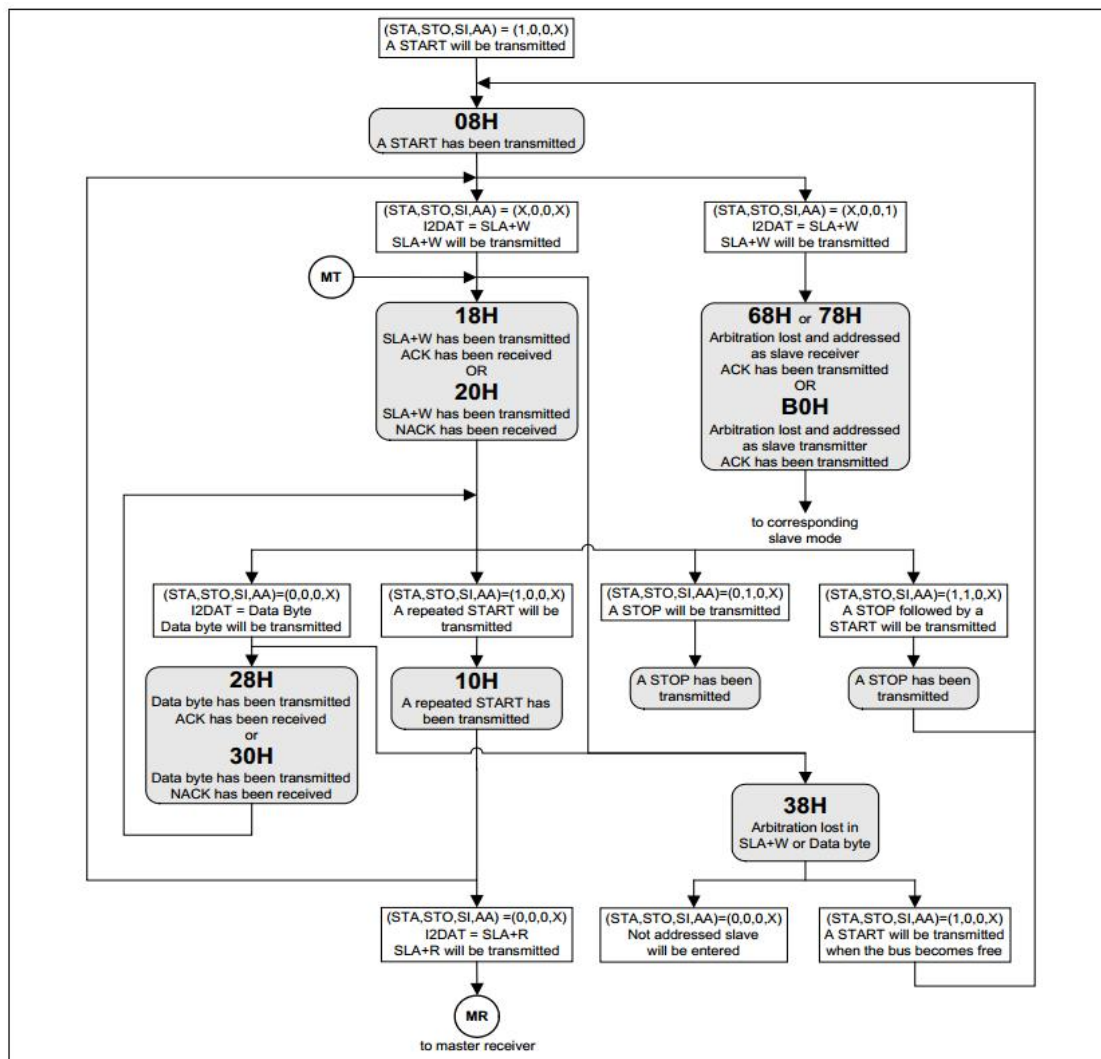 (STA,STO,SI,AA) = (1,0,0,X)
A START will be transmitted
08H
A START has been transmitted
(STA,STO,SI,AA) = (X,0,0,X)
I2DAT = SLA+W
SLA+W will be transmitted
(STA,STO,SI,AA) = (X,0,0,1)
I2DAT = SLA+W
SLA+W will be transmitted
MT
18H
SLA+W has been transmitted
ACK has been received
OR
20H
SLA+W has been transmitted
NACK has been received
68H or 78H
Arbitration lost and addressed
as slave receiver
ACK has been transmitted
OR
B0H
Arbitration lost and addressed
as slave transmitter
ACK has been transmitted
to corresponding
slave mode
(STA,STO,SI,AA)=(0,0,0,X)
I2DAT = Data Byte
Data byte will be transmitted
(STA,STO,SI,AA)=(1,0,0,X)
A repeated START will be
transmitted
(STA,STO,SI,AA)=(0,1,0,X)
A STOP will be transmitted
(STA,STO,SI,AA)=(1,1,0,X)
A STOP followed by a
START will be transmitted
28H
Data byte has been transmitted
ACK has been received
or
30H
Data byte has been transmitted
NACK has been received
10H
A repeated START has
been transmitted
A STOP has been
transmitted
A STOP has been
transmitted
38H
Arbitration lost in
SLA+W or Data byte
(STA,STO,SI,AA) =(0,0,0,X)
I2DAT = SLA+R
SLA+R will be transmitted
(STA,STO,SI,AA)=(0,0,0,X)
Not addressed slave
will be entered
(STA,STO,SI,AA)=(1,0,0,X)
A START will be transmitted
when the bus becomes free
MR
to master receiver